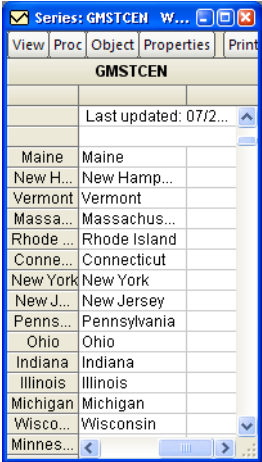 Series: GMSTCEN W...
View Proc Object Properties Print
GMSTCEN
Last updated: 07/2...
Maine Maine
New H... New Hamp...
Vermont Vermont
Massa... Massachus...
Rhode ... Rhode Island
Conne... Connecticut
New York New York
New J... New Jersey
Penns... Pennsylvania
Ohio Ohio
Indiana Indiana
Illinois Illinois
Michigan Michigan
Wisco... Wisconsin
Minnes...